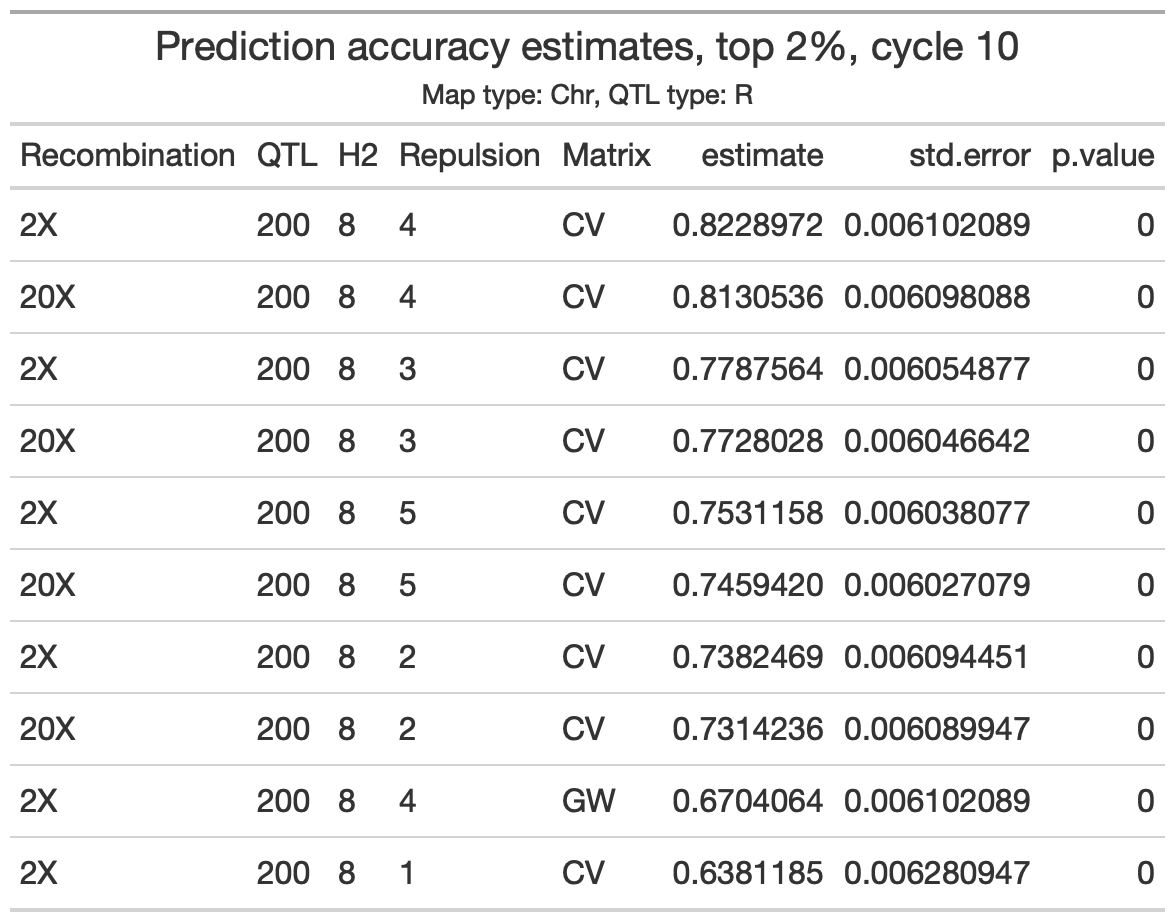 Prediction accuracy estimates, top 2%, cycle 10
Map type: Chr, QTL type: R
Recombination QTL H2 Repulsion Matrix estimate std.error p.value
2X 200 8 4 CV 0.8228972 0.006102089 0
20X 200 8 4 CV 0.8130536 0.006098088 0
2X 200 8 3 CV 0.7787564 0.006054877 0
20X 200 8 3 CV 0.7728028 0.006046642 0
2X 200 8 5 CV 0.7531158 0.006038077 0
20X 200 8 5 CV 0.7459420 0.006027079 0
2X 200 8 2 CV 0.7382469 0.006094451 0
20X 200 8 2 CV 0.7314236 0.006089947 0
2X 200 8 4 GW 0.6704064 0.006102089 0
2X 200 8 1 CV 0.6381185 0.006280947 0